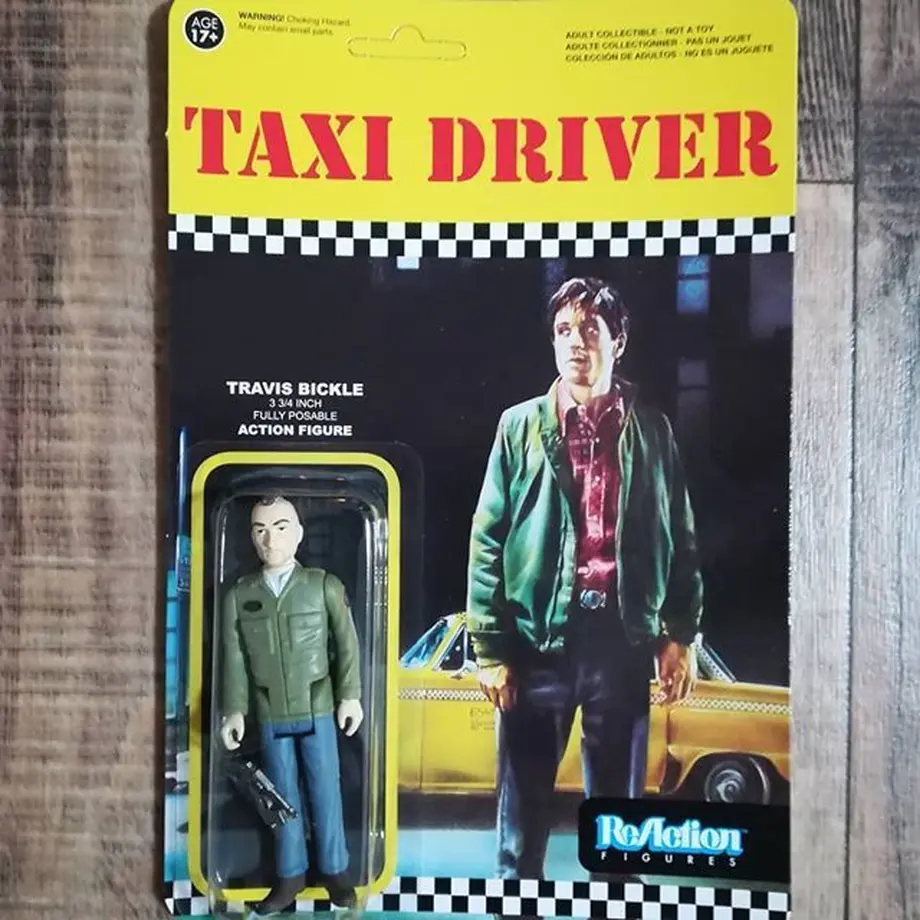 AGE
17+
WARNING! Choking Hazard.
May contain small parts.
ADULT COLLECTIBLE - NOT A TOY
ADULTE COLLECTIONNER - PAS UN JOUET
COLECCIÓN DE ADULTOS - NO ES UN JUGUETE
TAXI DRIVER
TRAVIS BICKLE
3 3/4 INCH
FULLY POSABLE
ACTION FIGURE
ReAction
FIGURES